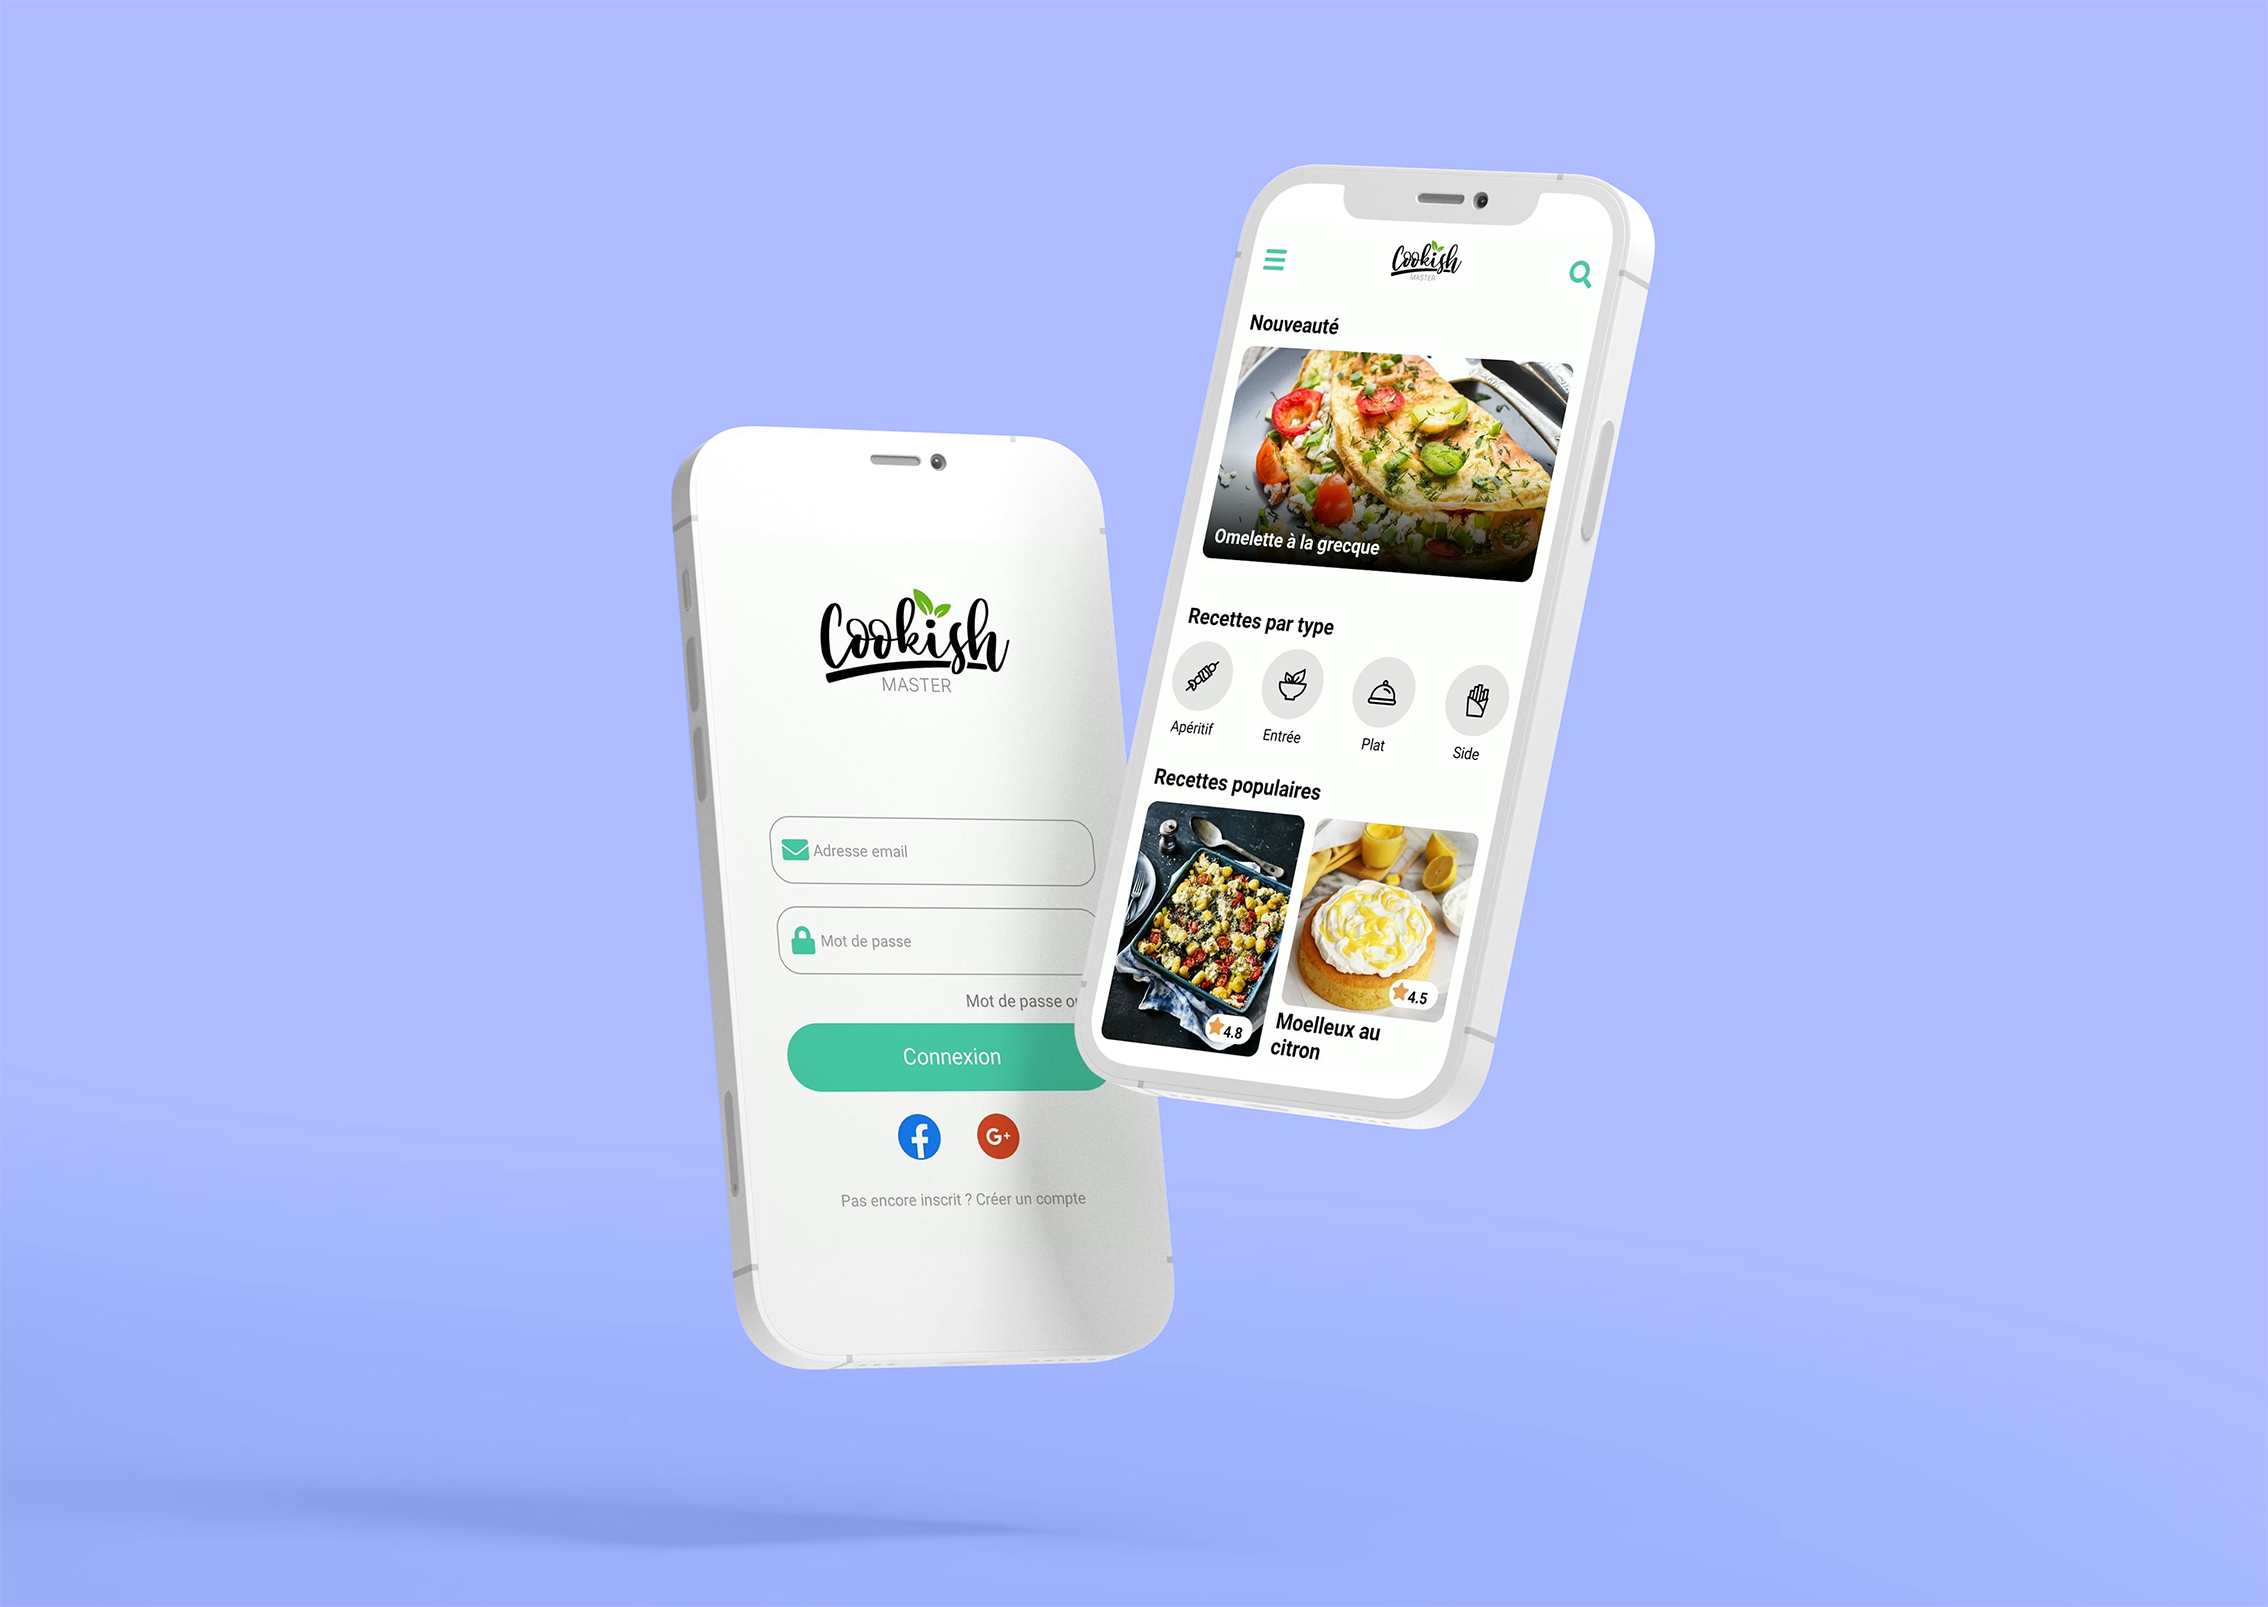 Cookish
MASTER
Adresse email
Mot de passe
Mot de passe
Connexion
G+
Pas encore inscrit ? Créer un compte
Cookish
MASTER
Nouveauté
Omelette à la grecque
Recettes par type
Apéritif
Entrée
Plat
Side
Recettes populaires
4.8
4.5
Moelleux au
citron